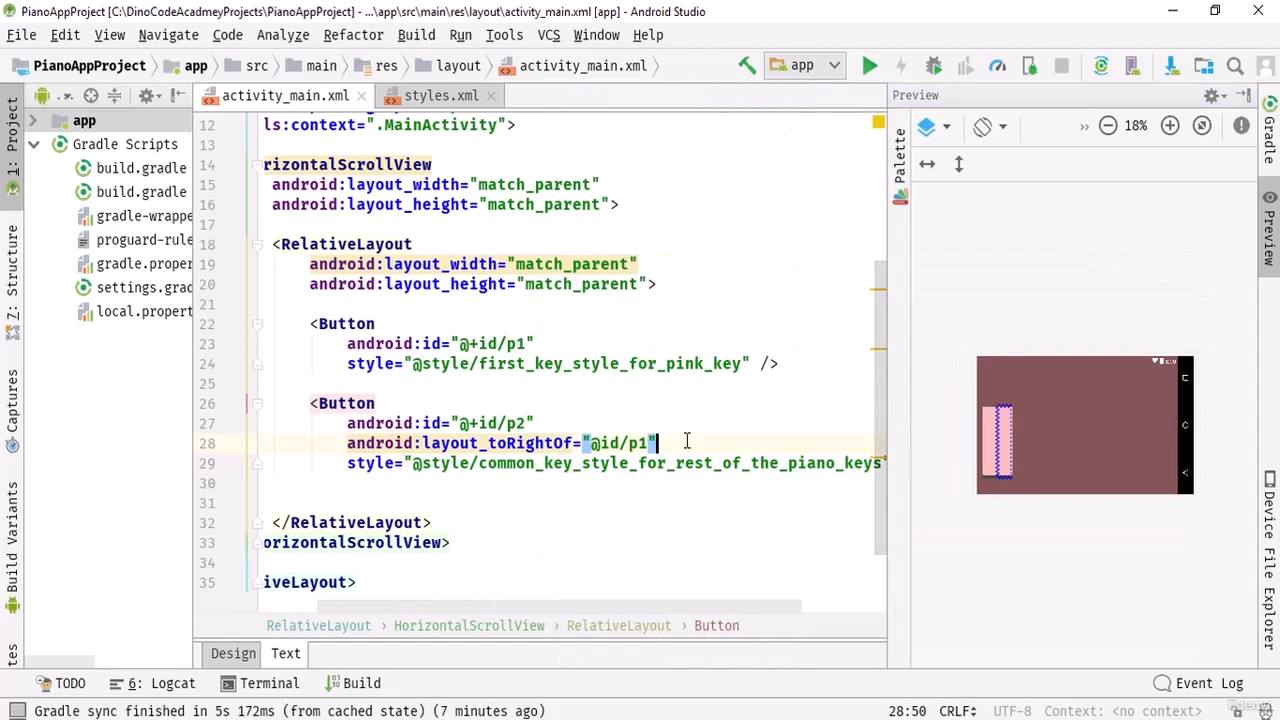 PianoAppProject [C:\DinoCodeAcadmeyProjects\PianoAppProject] - ...\app\src\main\res\layout\activity_main.xml [app] - Android Studio
File Edit View Navigate Code Analyze Refactor Build Run Tools VCS Window Help
PianoAppProject app src main res layout activity_main.xml app
activity_main.xml styles.xml Preview
1: Project
7: Structure
Captures
Build Variants
app
Gradle Scripts
build.gradle
build.gradle
gradle-wrappe
proguard-rule
gradle.proper
settings.grad
local.propert
12 ls:context=".MainActivity">
13
14 rizontalScrollView
15 android:layout_width="match_parent"
16 android:layout_height="match_parent">
17
18 <RelativeLayout
19 android:layout_width="match_parent"
20 android:layout_height="match_parent">
21
22 <Button
23 android:id="@+id/p1"
24 style="@style/first_key_style_for_pink_key" />
25
26 <Button
27 android:id="@+id/p2"
28 android:layout_toRightOf="@id/p1"
29 style="@style/common_key_style_for_rest_of_the_piano_keys"
30
31
32 </RelativeLayout>
33 orizontalScrollView>
34
35 iveLayout>
RelativeLayout › HorizontalScrollView › RelativeLayout › Button
Design Text
Palette
» 18%
Gradle
Preview
Device File Explorer
TODO 6: Logcat Terminal Build Event Log
Gradle sync finished in 5s 172ms (from cached state) (7 minutes ago) 28:50 CRLF÷ UTF-8 Context: <no context>